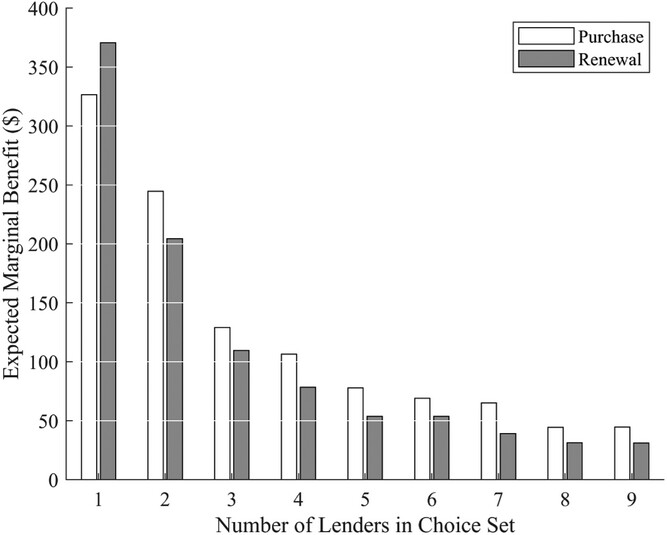 400
350
300
250
200
150
100
50
0
Expected Marginal Benefit ($)
Purchase
Renewal
1 2 3 4 5 6 7 8 9
Number of Lenders in Choice Set